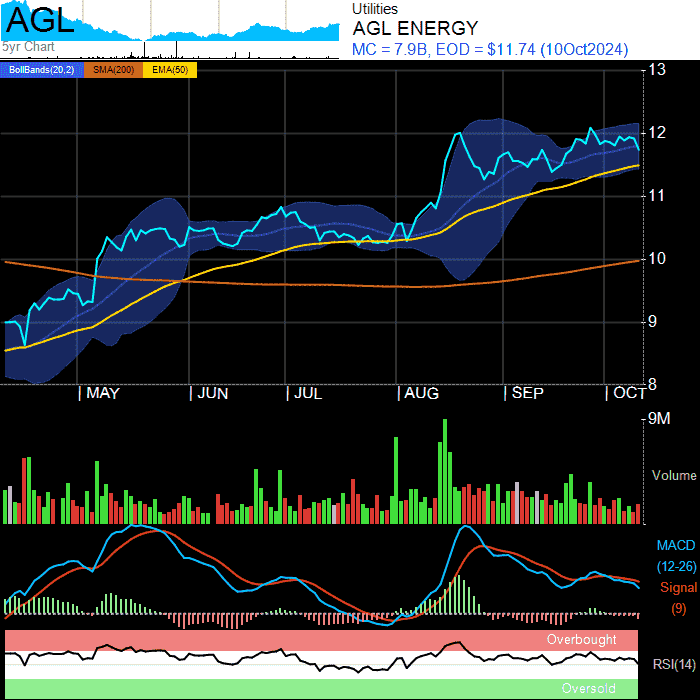 AGL
5yr Chart
Utilities
AGL ENERGY
MC = 7.9B, EOD = $11.74 (10Oct2024)
BollBands(20,2) SMA(200) EMA(50)
13
12
11
10
9
8
| MAY | JUN | JUL | AUG | SEP | OCT
9M
Volume
MACD
(12-26)
Signal
(9)
Overbought
RSI(14)
Oversold